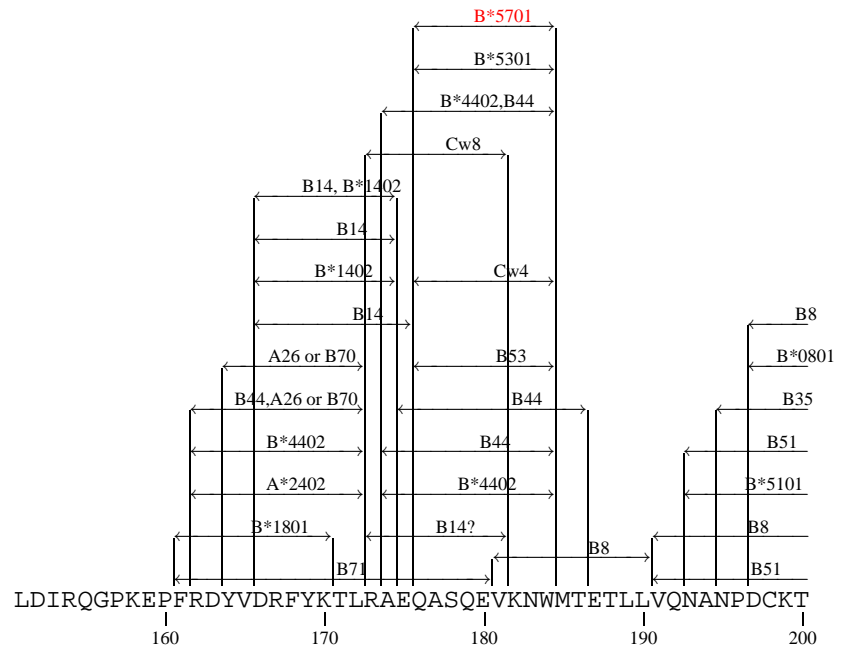 B*5701
B*5301
B*4402,B44
Cw8
B14, B*1402
B14
B*1402 Cw4
B14 B8
A26 or B70 B53 B*0801
B44,A26 or B70 B44 B35
B*4402 B44 B51
A*2402 B*4402 B*5101
B*1801 B14? B8
B8
B71 B51
LDIRQGPKEPFRDYVDRFYKTLRAEQASQEVKNWMTETLLVQNANPDCKT
160 170 180 190 200